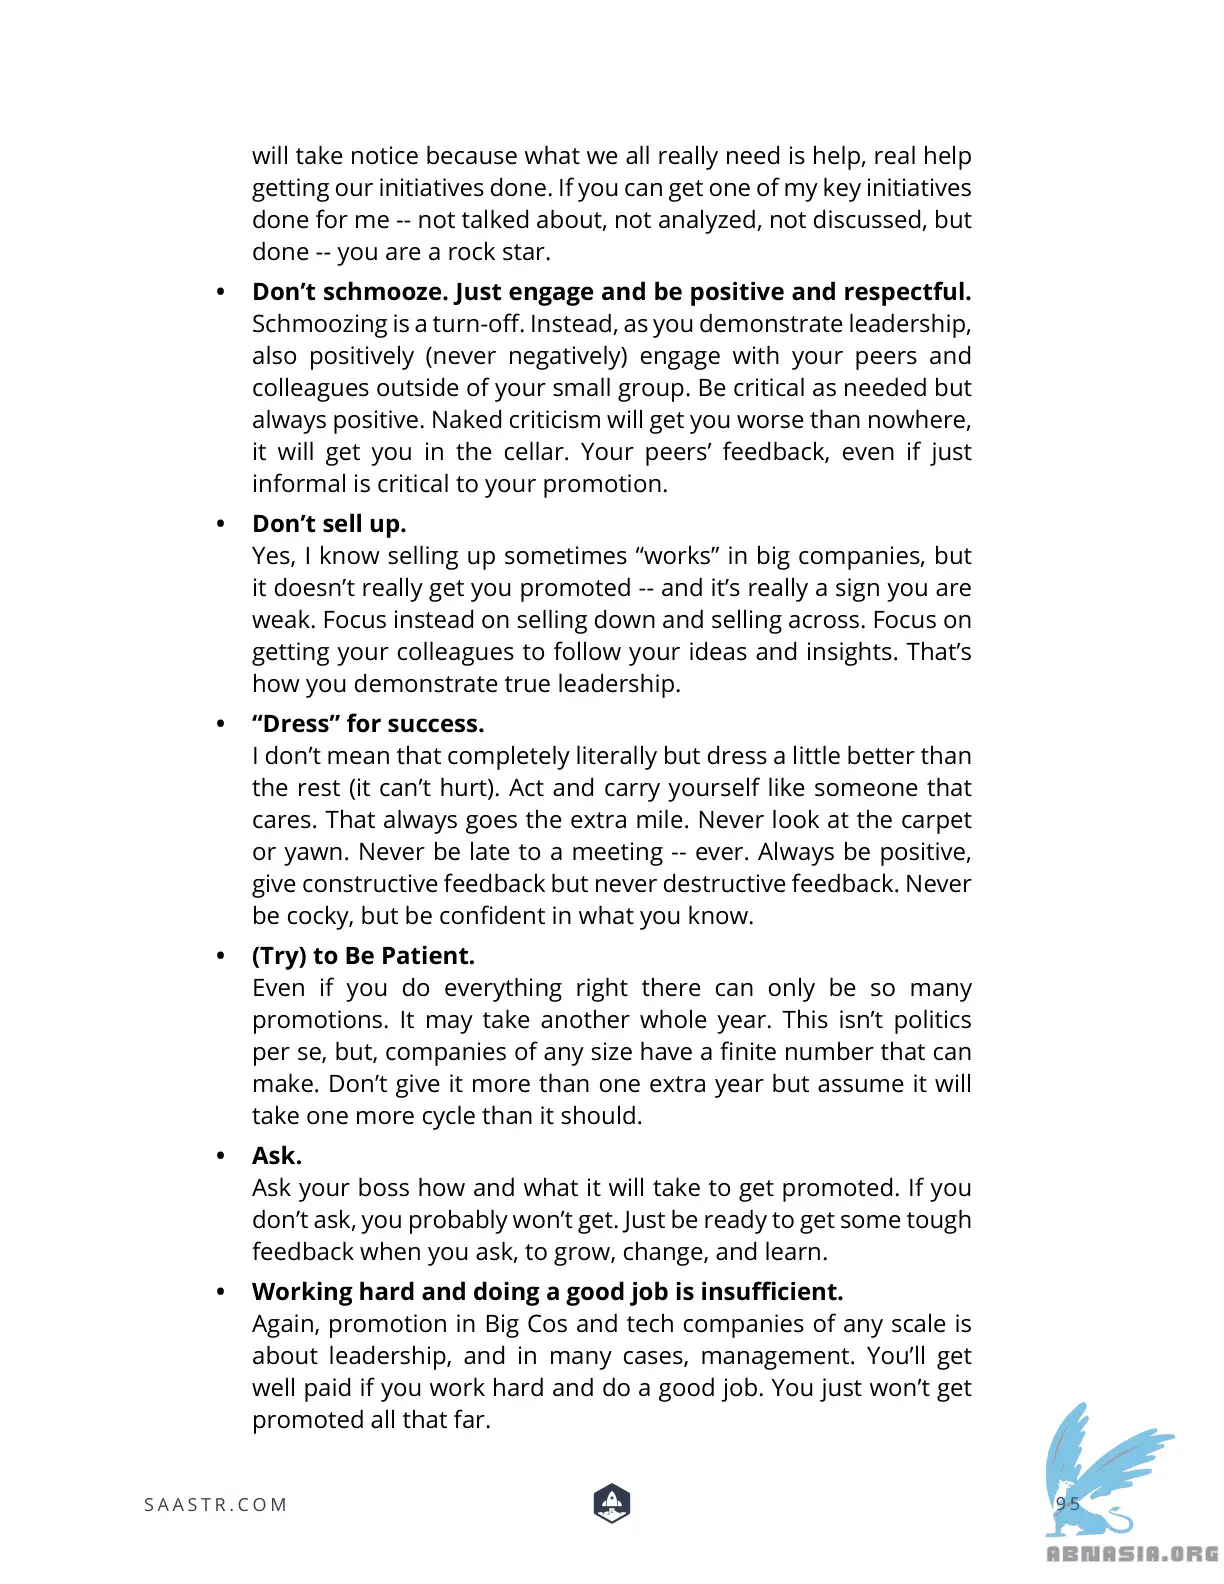 will take notice because what we all really need is help, real help
getting our initiatives done. If you can get one of my key initiatives
done for me -- not talked about, not analyzed, not discussed, but
done -- you are a rock star.
• Don’t schmooze. Just engage and be positive and respectful.
Schmoozing is a turn-off. Instead, as you demonstrate leadership,
also positively (never negatively) engage with your peers and
colleagues outside of your small group. Be critical as needed but
always positive. Naked criticism will get you worse than nowhere,
it will get you in the cellar. Your peers’ feedback, even if just
informal is critical to your promotion.
• Don’t sell up.
Yes, I know selling up sometimes “works” in big companies, but
it doesn’t really get you promoted -- and it’s really a sign you are
weak. Focus instead on selling down and selling across. Focus on
getting your colleagues to follow your ideas and insights. That’s
how you demonstrate true leadership.
• “Dress” for success.
I don’t mean that completely literally but dress a little better than
the rest (it can’t hurt). Act and carry yourself like someone that
cares. That always goes the extra mile. Never look at the carpet
or yawn. Never be late to a meeting -- ever. Always be positive,
give constructive feedback but never destructive feedback. Never
be cocky, but be confident in what you know.
• (Try) to Be Patient.
Even if you do everything right there can only be so many
promotions. It may take another whole year. This isn’t politics
per se, but, companies of any size have a finite number that can
make. Don’t give it more than one extra year but assume it will
take one more cycle than it should.
• Ask.
Ask your boss how and what it will take to get promoted. If you
don’t ask, you probably won’t get. Just be ready to get some tough
feedback when you ask, to grow, change, and learn.
• Working hard and doing a good job is insufficient.
Again, promotion in Big Cos and tech companies of any scale is
about leadership, and in many cases, management. You’ll get
well paid if you work hard and do a good job. You just won’t get
promoted all that far.
SAASTR.COM
95
ABNASIA.ORG